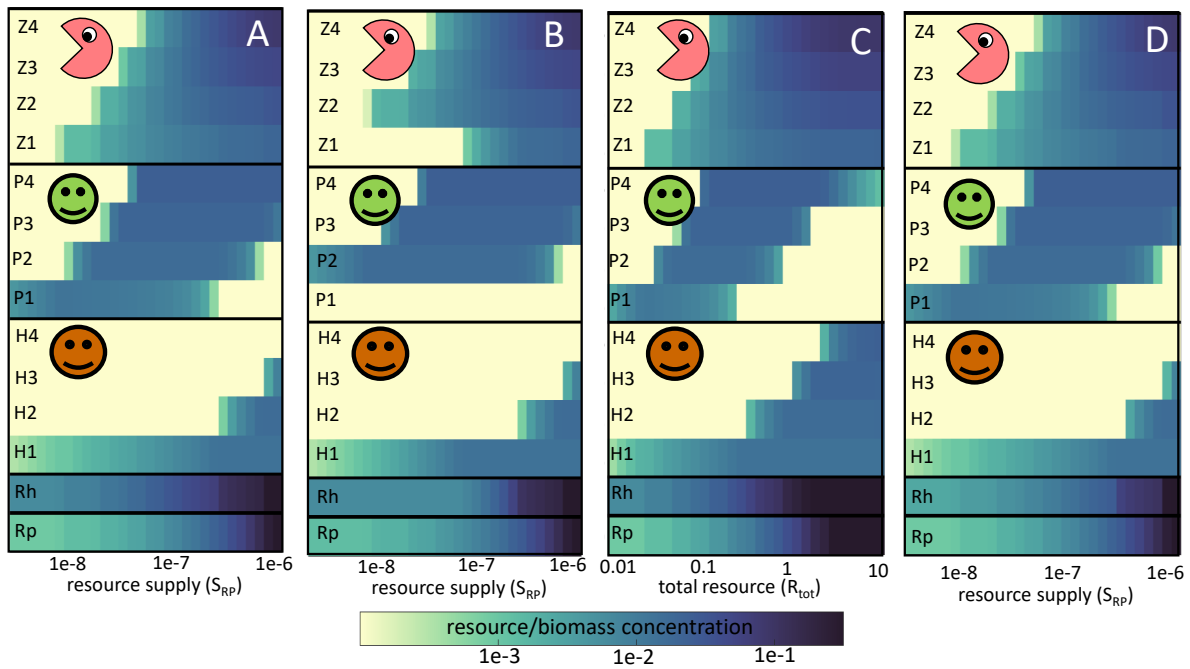 A
Z4
Z3
Z2
Z1
P4
P3
P2
P1
H4
H3
H2
H1
Rh
Rp
1e-8 1e-7 1e-6
resource supply (S_RP)
B
Z4
Z3
Z2
Z1
P4
P3
P2
P1
H4
H3
H2
H1
Rh
Rp
1e-8 1e-7 1e-6
resource supply (S_RP)
C
Z4
Z3
Z2
Z1
P4
P3
P2
P1
H4
H3
H2
H1
Rh
Rp
0.01 0.1 1 10
total resource (R_tot)
D
Z4
Z3
Z2
Z1
P4
P3
P2
P1
H4
H3
H2
H1
Rh
Rp
1e-8 1e-7 1e-6
resource supply (S_RP)
resource/biomass concentration
1e-3 1e-2 1e-1